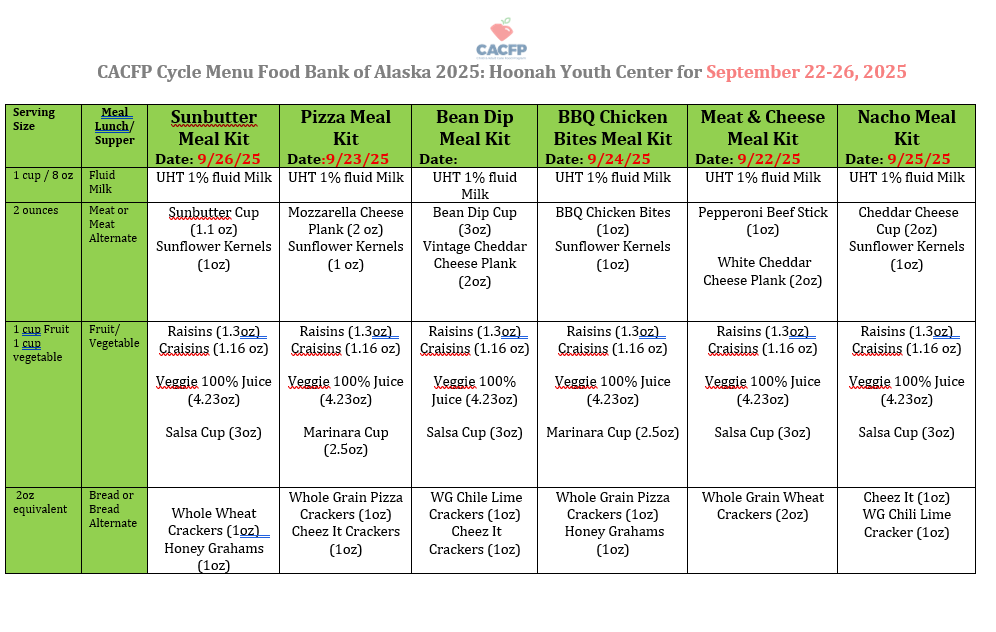 CACFP
CACFP Cycle Menu Food Bank of Alaska 2025: Hoonah Youth Center for September 22-26, 2025
Serving
Size
Meal
Lunch/
Supper
Sunbutter
Meal Kit
Date: 9/26/25
Pizza Meal
Kit
Date:9/23/25
Bean Dip
Meal Kit
Date:
BBQ Chicken
Bites Meal Kit
Date: 9/24/25
Meat & Cheese
Meal Kit
Date: 9/22/25
Nacho Meal
Kit
Date: 9/25/25
1 cup / 8 oz
Fluid
Milk
UHT 1% fluid Milk
UHT 1% fluid Milk
UHT 1% fluid
Milk
UHT 1% fluid Milk
UHT 1% fluid Milk
UHT 1% fluid Milk
2 ounces
Meat or
Meat
Alternate
Sunbutter Cup
(1.1 oz)
Sunflower Kernels
(1oz)
Mozzarella Cheese
Plank (2 oz)
Sunflower Kernels
(1 oz)
Bean Dip Cup
(3oz)
Vintage Cheddar
Cheese Plank
(2oz)
BBQ Chicken Bites
(1oz)
Sunflower Kernels
(1oz)
Pepperoni Beef Stick
(1oz)
White Cheddar
Cheese Plank (2oz)
Cheddar Cheese
Cup (2oz)
Sunflower Kernels
(1oz)
1 cup Fruit
1 cup
vegetable
Fruit/
Vegetable
Raisins (1.3oz)
Craisins (1.16 oz)
Veggie 100% Juice
(4.23oz)
Salsa Cup (3oz)
Raisins (1.3oz)
Craisins (1.16 oz)
Veggie 100% Juice
(4.23oz)
Marinara Cup
(2.5oz)
Raisins (1.3oz)
Craisins (1.16 oz)
Veggie 100%
Juice (4.23oz)
Salsa Cup (3oz)
Raisins (1.3oz)
Craisins (1.16 oz)
Veggie 100% Juice
(4.23oz)
Marinara Cup (2.5oz)
Raisins (1.3oz)
Craisins (1.16 oz)
Veggie 100% Juice
(4.23oz)
Salsa Cup (3oz)
Raisins (1.3oz)
Craisins (1.16 oz)
Veggie 100% Juice
(4.23oz)
Salsa Cup (3oz)
2oz
equivalent
Bread or
Bread
Alternate
Whole Wheat
Crackers (1oz)
Honey Grahams
(1oz)
Whole Grain Pizza
Crackers (1oz)
Cheez It Crackers
(1oz)
WG Chile Lime
Crackers (1oz)
Cheez It
Crackers (1oz)
Whole Grain Pizza
Crackers (1oz)
Honey Grahams
(1oz)
Whole Grain Wheat
Crackers (2oz)
Cheez It (1oz)
WG Chili Lime
Cracker (1oz)